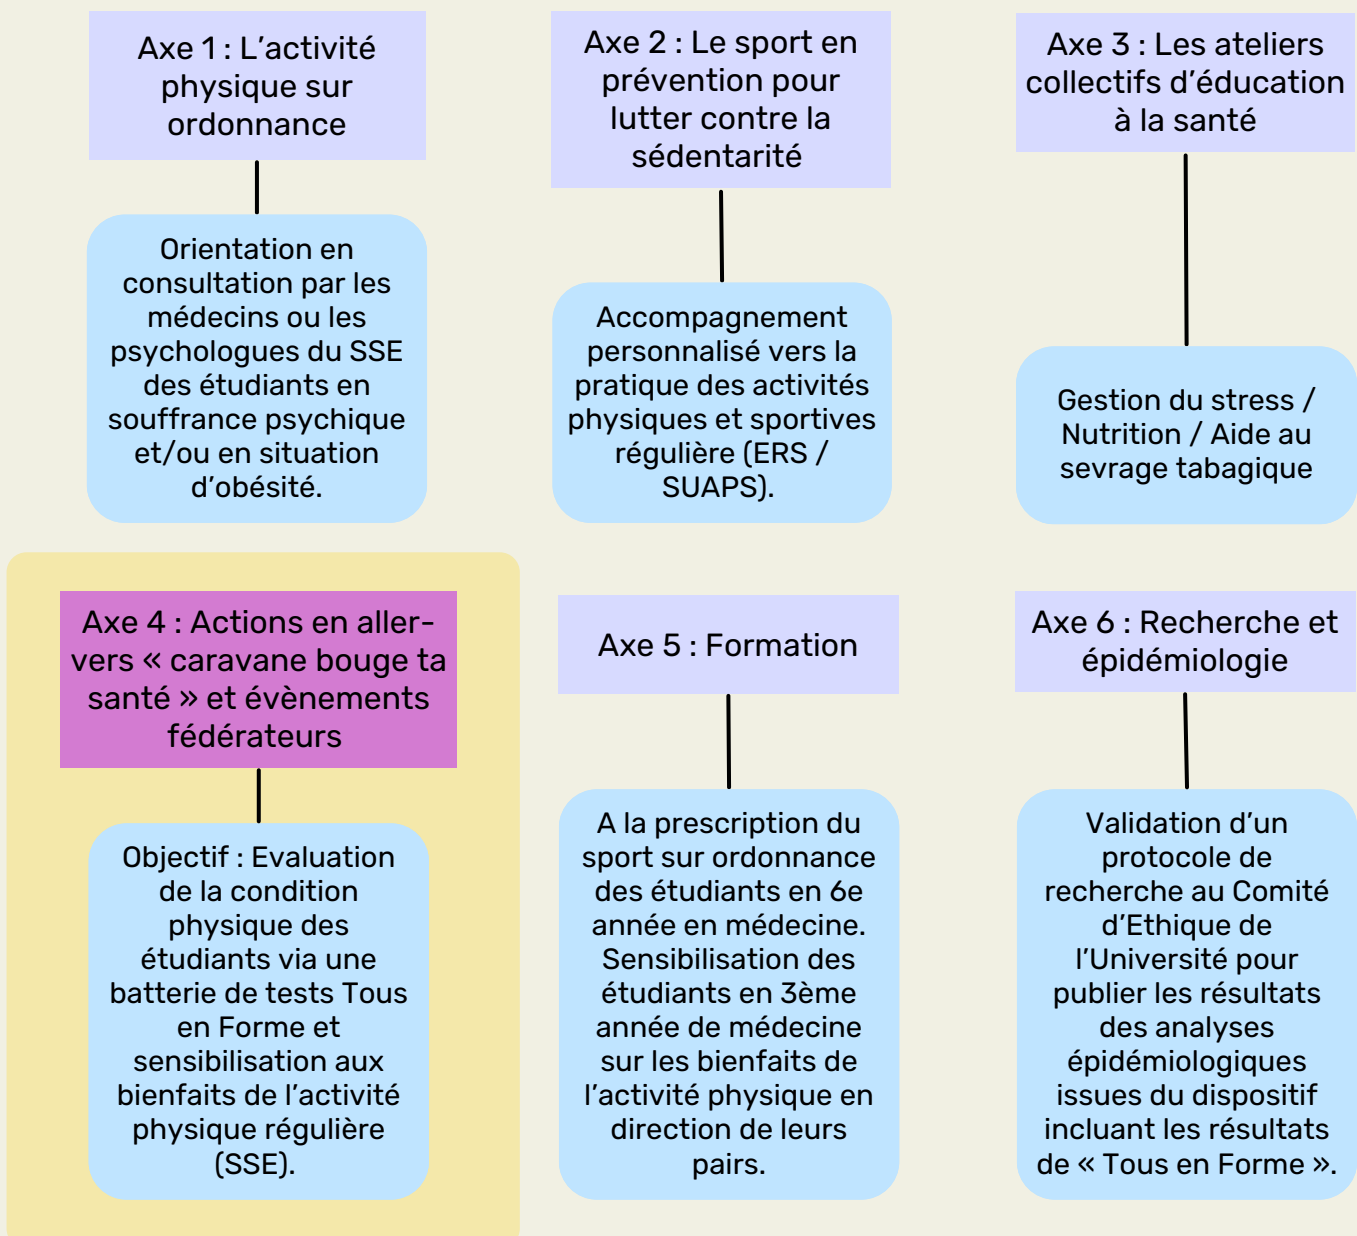 Axe 1 : L’activité
physique sur
ordonnance
Orientation en
consultation par les
médecins ou les
psychologues du SSE
des étudiants en
souffrance psychique
et/ou en situation
d'obésité.
Axe 2 : Le sport en
prévention pour
lutter contre la
sédentarité
Accompagnement
personnalisé vers la
pratique des activités
physiques et sportives
régulière (ERS /
SUAPS).
Axe 3 : Les ateliers
collectifs d’éducation
à la santé
Gestion du stress /
Nutrition / Aide au
sevrage tabagique
Axe 4 : Actions en aller-
vers « caravane bouge ta
santé » et évènements
fédérateurs
Objectif : Evaluation
de la condition
physique des
étudiants via une
batterie de tests Tous
en Forme et
sensibilisation aux
bienfaits de l’activité
physique régulière
(SSE).
Axe 5 : Formation
A la prescription du
sport sur ordonnance
des étudiants en 6e
année en médecine.
Sensibilisation des
étudiants en 3ème
année de médecine
sur les bienfaits de
l’activité physique en
direction de leurs
pairs.
Axe 6 : Recherche et
épidémiologie
Validation d’un
protocole de
recherche au Comité
d’Ethique de
l’Université pour
publier les résultats
des analyses
épidémiologiques
issues du dispositif
incluant les résultats
de « Tous en Forme ».